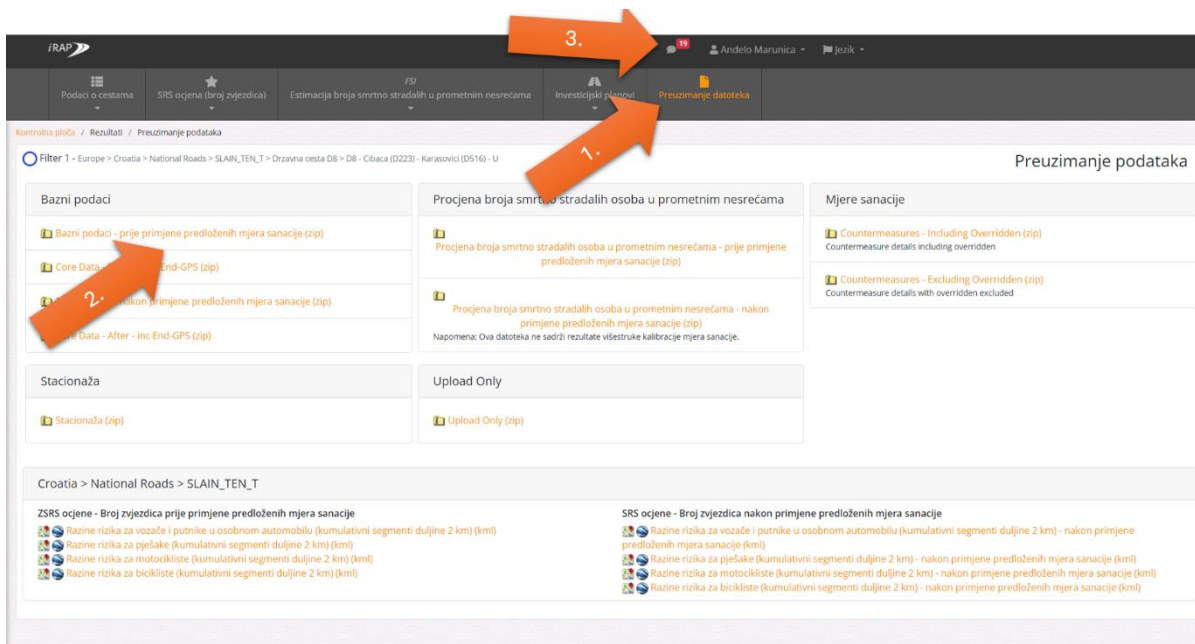 3.
iRAP
19
Andelo Marunica
Jezik
Podaci o cestama
SRS ocjena (broj zvjezdica)
FSI
Estimacija broja smrtno stradalih u prometnim nesrećama
Investicijski planovi
Preuzimanje datoteka
Kontrolna ploča / Rezultati / Preuzimanje podataka
1.
Filter 1 - Europe > Croatia > National Roads > SLAIN_TEN_T > Drzavna cesta D8 > D8 - Cibaca (D223) - Karasovici (D516) - U
Preuzimanje podataka
Bazni podaci
Bazni podaci - prije primjene predloženih mjera sanacije (zip)
Core Data - End-GPS (zip)
2.
nakon primjene predloženih mjera sanacije (zip)
Data - After - inc End-GPS (zip)
Procjena broja smrtno stradalih osoba u prometnim nesrećama
Procjena broja smrtno stradalih osoba u prometnim nesrećama - prije primjene
predloženih mjera sanacije (zip)
Procjena broja smrtno stradalih osoba u prometnim nesrećama - nakon
primjene predloženih mjera sanacije (zip)
Napomena: Ova datoteka ne sadrži rezultate višestruke kalibracije mjera sanacije.
Mjere sanacije
Countermeasures - Including Overridden (zip)
Countermeasure details including overridden
Countermeasures - Excluding Overridden (zip)
Countermeasure details with overridden excluded
Stacionaža
Stacionaža (zip)
Upload Only
Upload Only (zip)
Croatia > National Roads > SLAIN_TEN_T
ZSRS ocjene - Broj zvjezdica prije primjene predloženih mjera sanacije
Razine rizika za vozače i putnike u osobnom automobilu (kumulativni segmenti duljine 2 km) (kml)
Razine rizika za pješake (kumulativni segmenti duljine 2 km) (kml)
Razine rizika za motocikliste (kumulativni segmenti duljine 2 km) (kml)
Razine rizika za bicikliste (kumulativni segmenti duljine 2 km) (kml)
SRS ocjene - Broj zvjezdica nakon primjene predloženih mjera sanacije
Razine rizika za vozače i putnike u osobnom automobilu (kumulativni segmenti duljine 2 km) - nakon primjene
predloženih mjera sanacije (kml)
Razine rizika za pješake (kumulativni segmenti duljine 2 km) - nakon primjene predloženih mjera sanacije (kml)
Razine rizika za motocikliste (kumulativni segmenti duljine 2 km) - nakon primjene predloženih mjera sanacije (kml)
Razine rizika za bicikliste (kumulativni segmenti duljine 2 km) - nakon primjene predloženih mjera sanacije (kml)